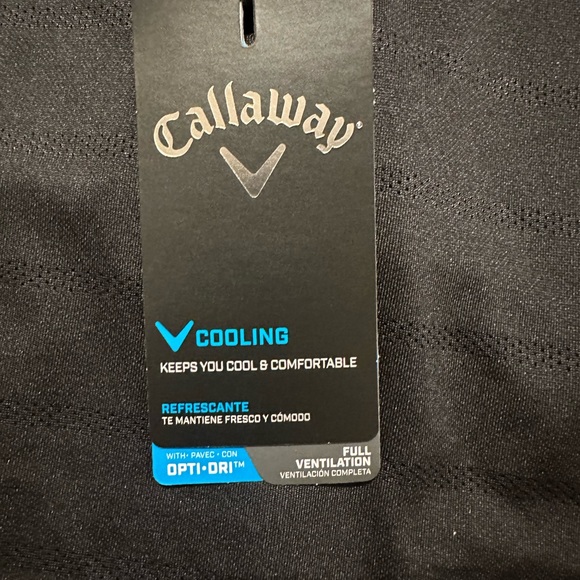 Callaway
COOLING
KEEPS YOU COOL & COMFORTABLE
REFRESCANTE
TE MANTIENE FRESCO Y CÓMODO
WITH • PAVEC • CON
OPTI•DRI™
FULL
VENTILATION
VENTILACIÓN COMPLETA